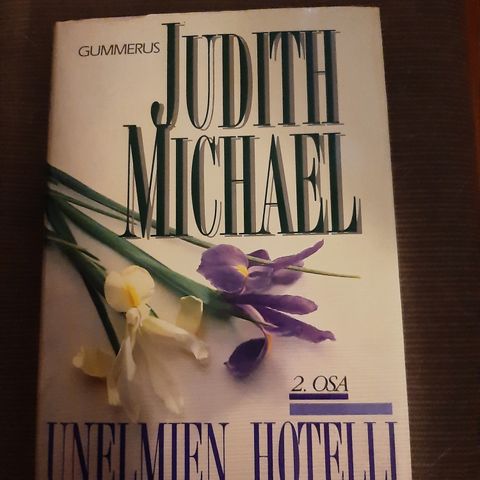 GUMMERUS
JUDITH
MICHAEL
2. OSA
UNELMIEN HOTELLI